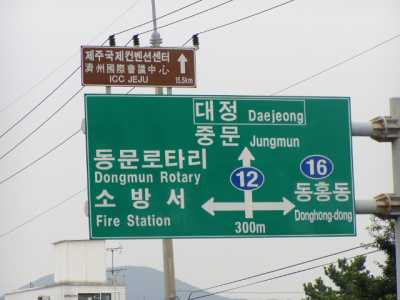 제주국제컨벤션센터
濟州國際會議中心
ICC JEJU
1.5km
대정 Daejeong
중문 Jungmun
동문로타리
Dongmun Rotary
소방서
Fire Station
12
16
동홍동
Donghong-dong
300m